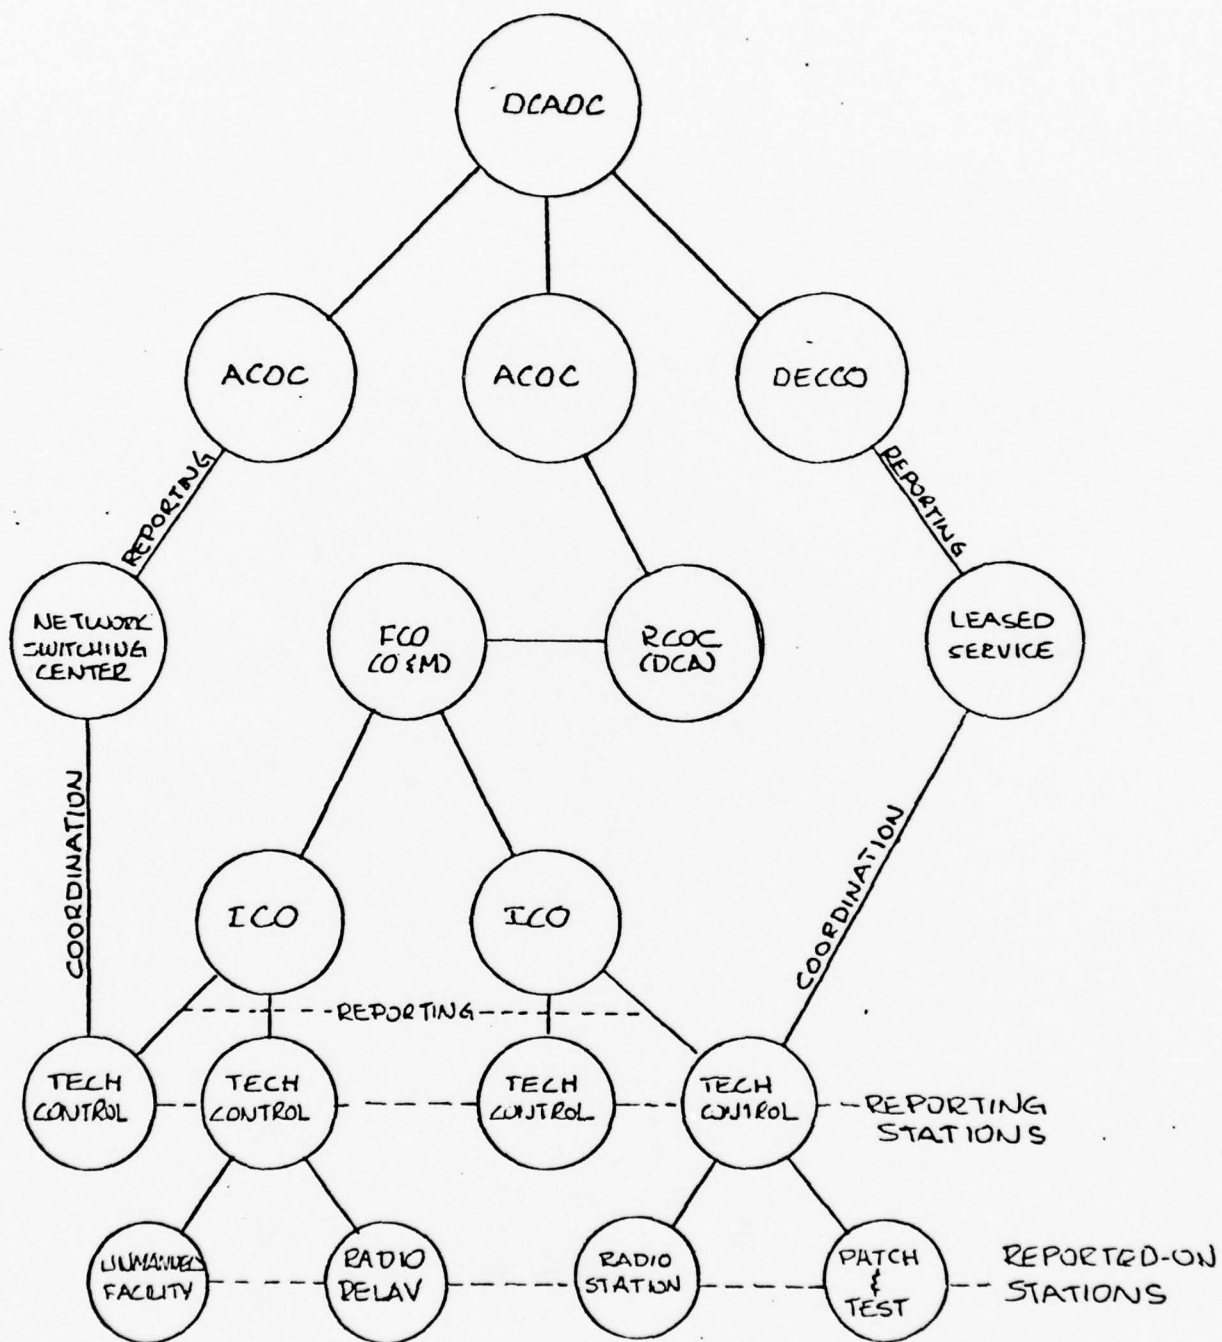 DCAOC
ACOC
ACOC
DECCO
REPORTING
REPORTING
NETWORK
SWITCHING
CENTER
FCO
(O & M)
RCOC
(DCA)
LEASED
SERVICE
COORDINATION
COORDINATION
ICO
ICO
REPORTING
TECH
CONTROL
TECH
CONTROL
TECH
CONTROL
TECH
CONTROL
REPORTING
STATIONS
UNMANNED
FACILITY
RADIO
RELAY
RADIO
STATION
PATCH
&
TEST
REPORTED-ON
STATIONS